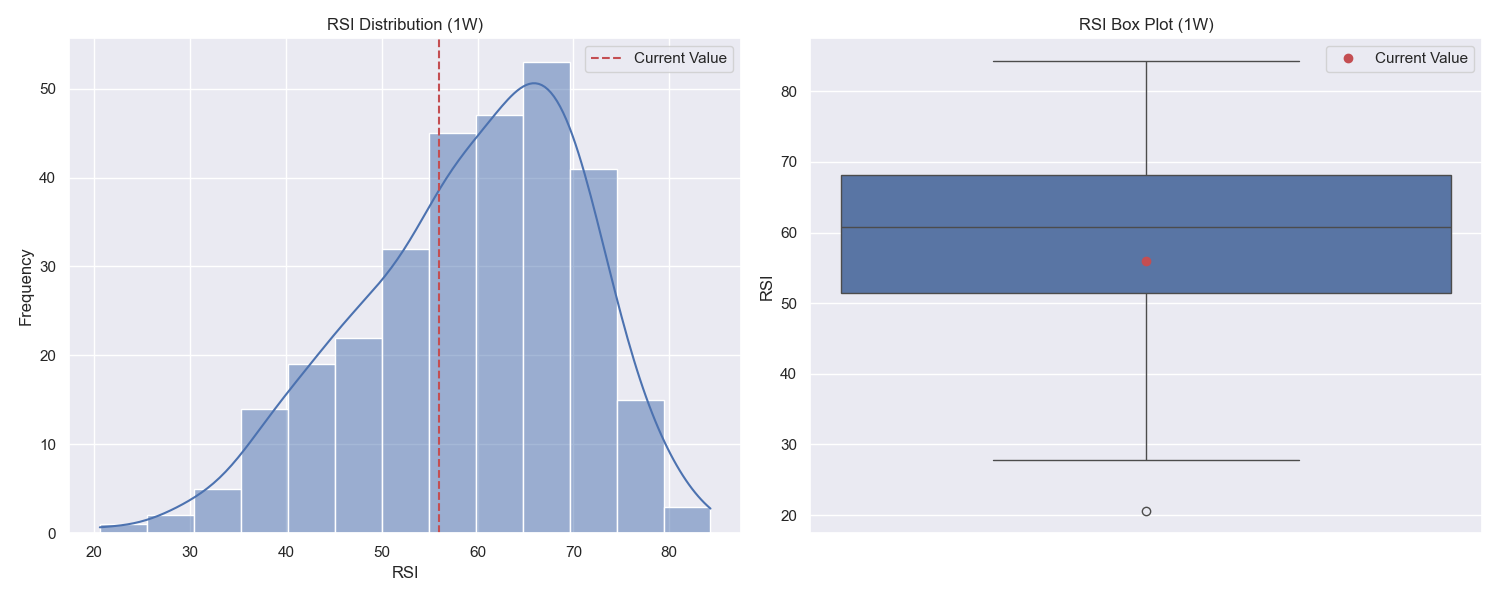 RSI Distribution (1W)
Current Value
Frequency
50
40
30
20
10
0
20 30 40 50 60 70 80
RSI
RSI Box Plot (1W)
Current Value
RSI
80
70
60
50
40
30
20